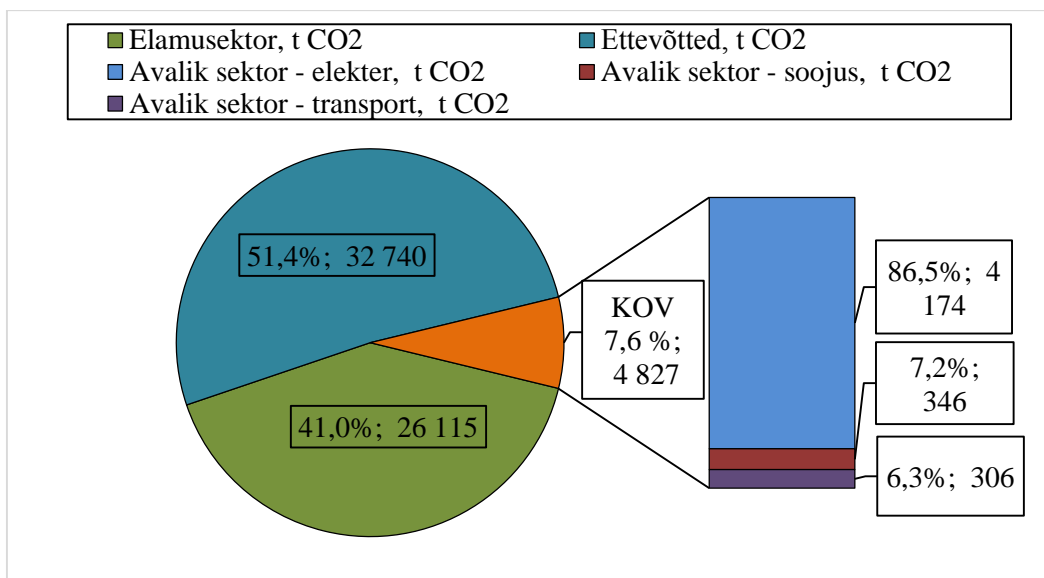 Elamusektor, t CO2
Ettevõtted, t CO2
Avalik sektor - elekter,  t CO2
Avalik sektor - soojus,  t CO2
Avalik sektor - transport,  t CO2
51,4%;  32 740
KOV
7,6 %;
4 827
41,0%;  26 115
86,5%;  4
174
7,2%;
346
6,3%;  306